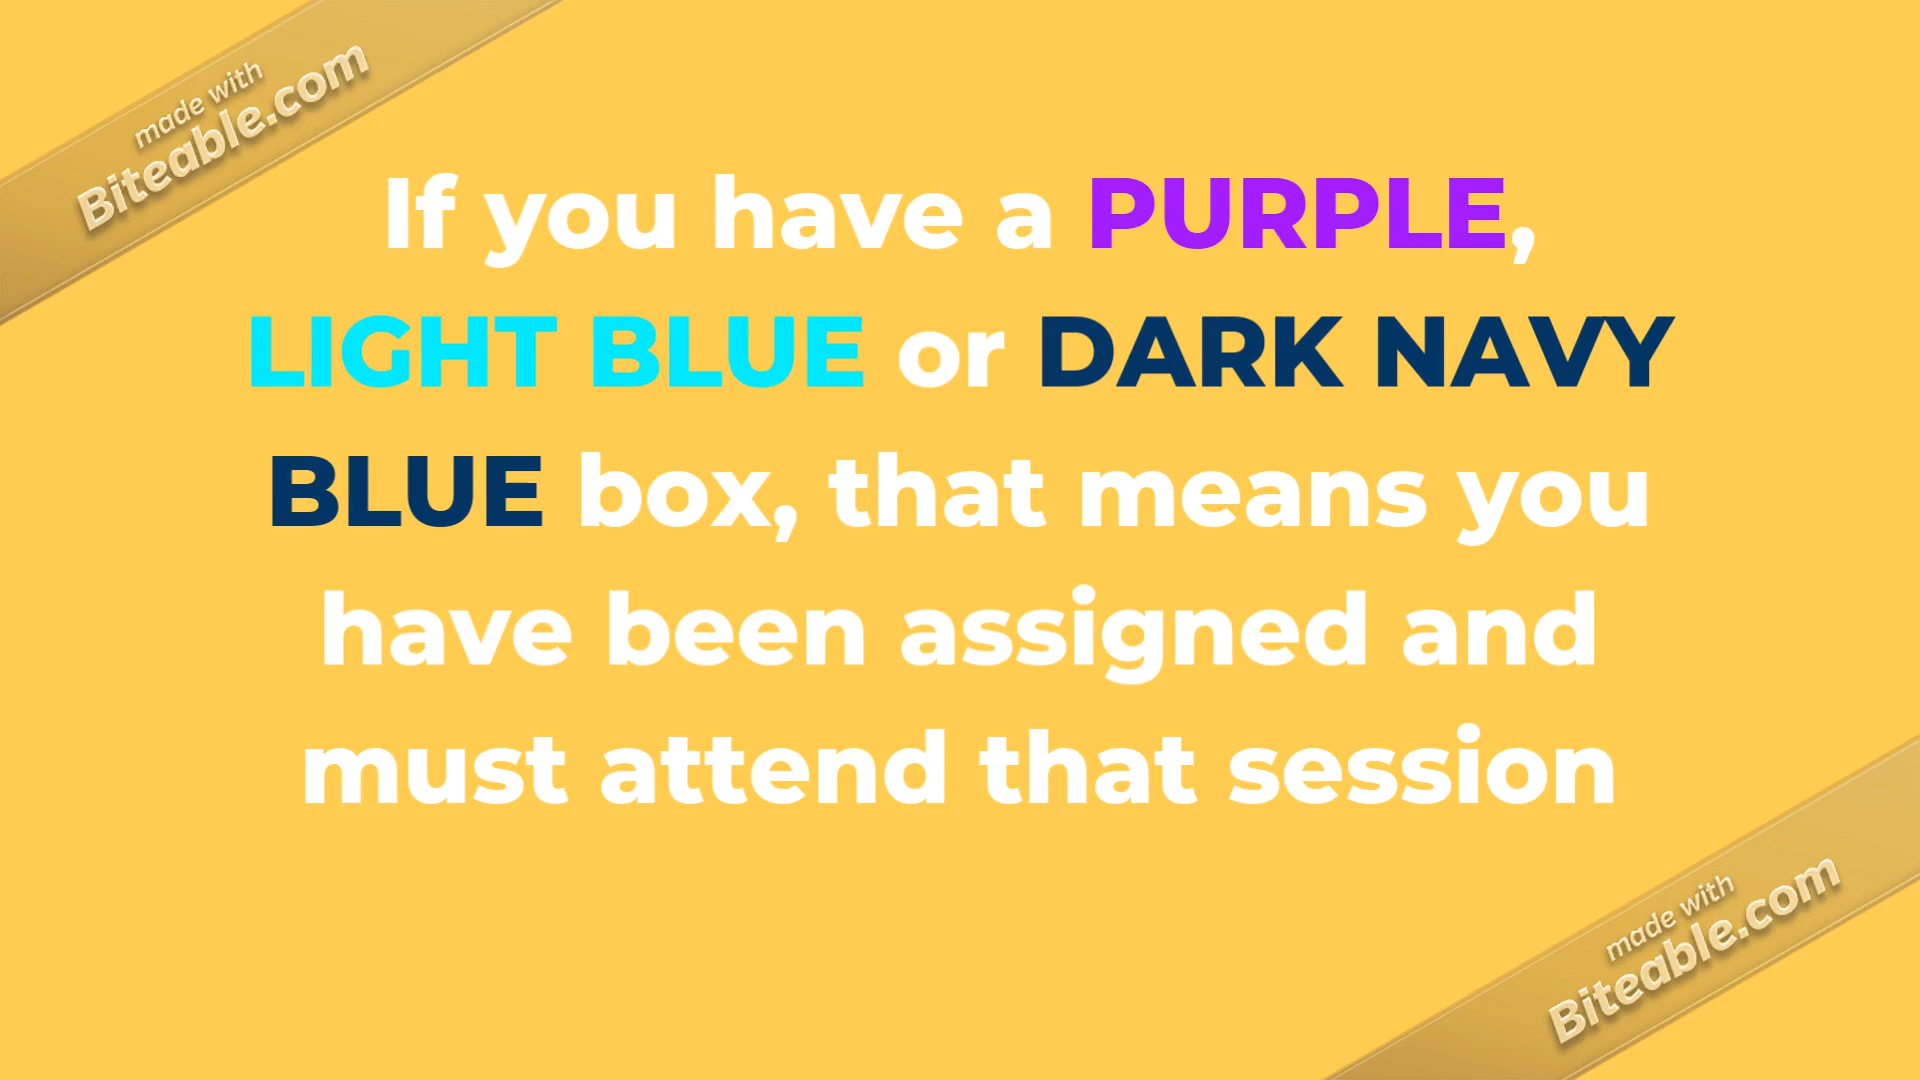 made with
Biteable.com
If you have a PURPLE,
LIGHT BLUE or DARK NAVY
BLUE box, that means you
have been assigned and
must attend that session
made with
Biteable.com